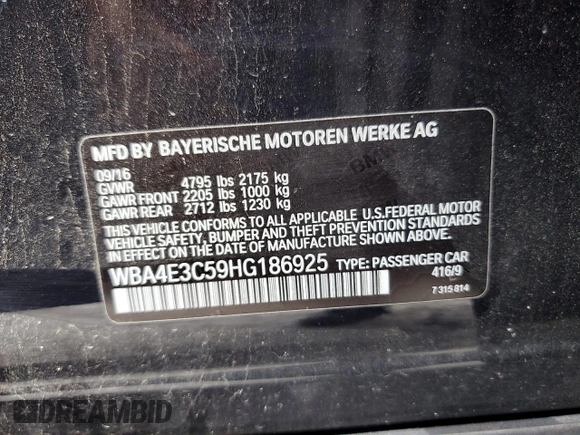 MFD BY BAYERISCHE MOTOREN WERKE AG
09/16
GVWR 4795 lbs 2175 kg
GAWR FRONT 2205 lbs 1000 kg
GAWR REAR 2712 lbs 1230 kg
THIS VEHICLE CONFORMS TO ALL APPLICABLE U.S.FEDERAL MOTOR
VEHICLE SAFETY, BUMPER AND THEFT PREVENTION STANDARDS
IN EFFECT ON THE DATE OF MANUFACTURE SHOWN ABOVE.
WBA4E3C59HG186925 TYPE: PASSENGER CAR
416/9
7 315 814
DREAMBID